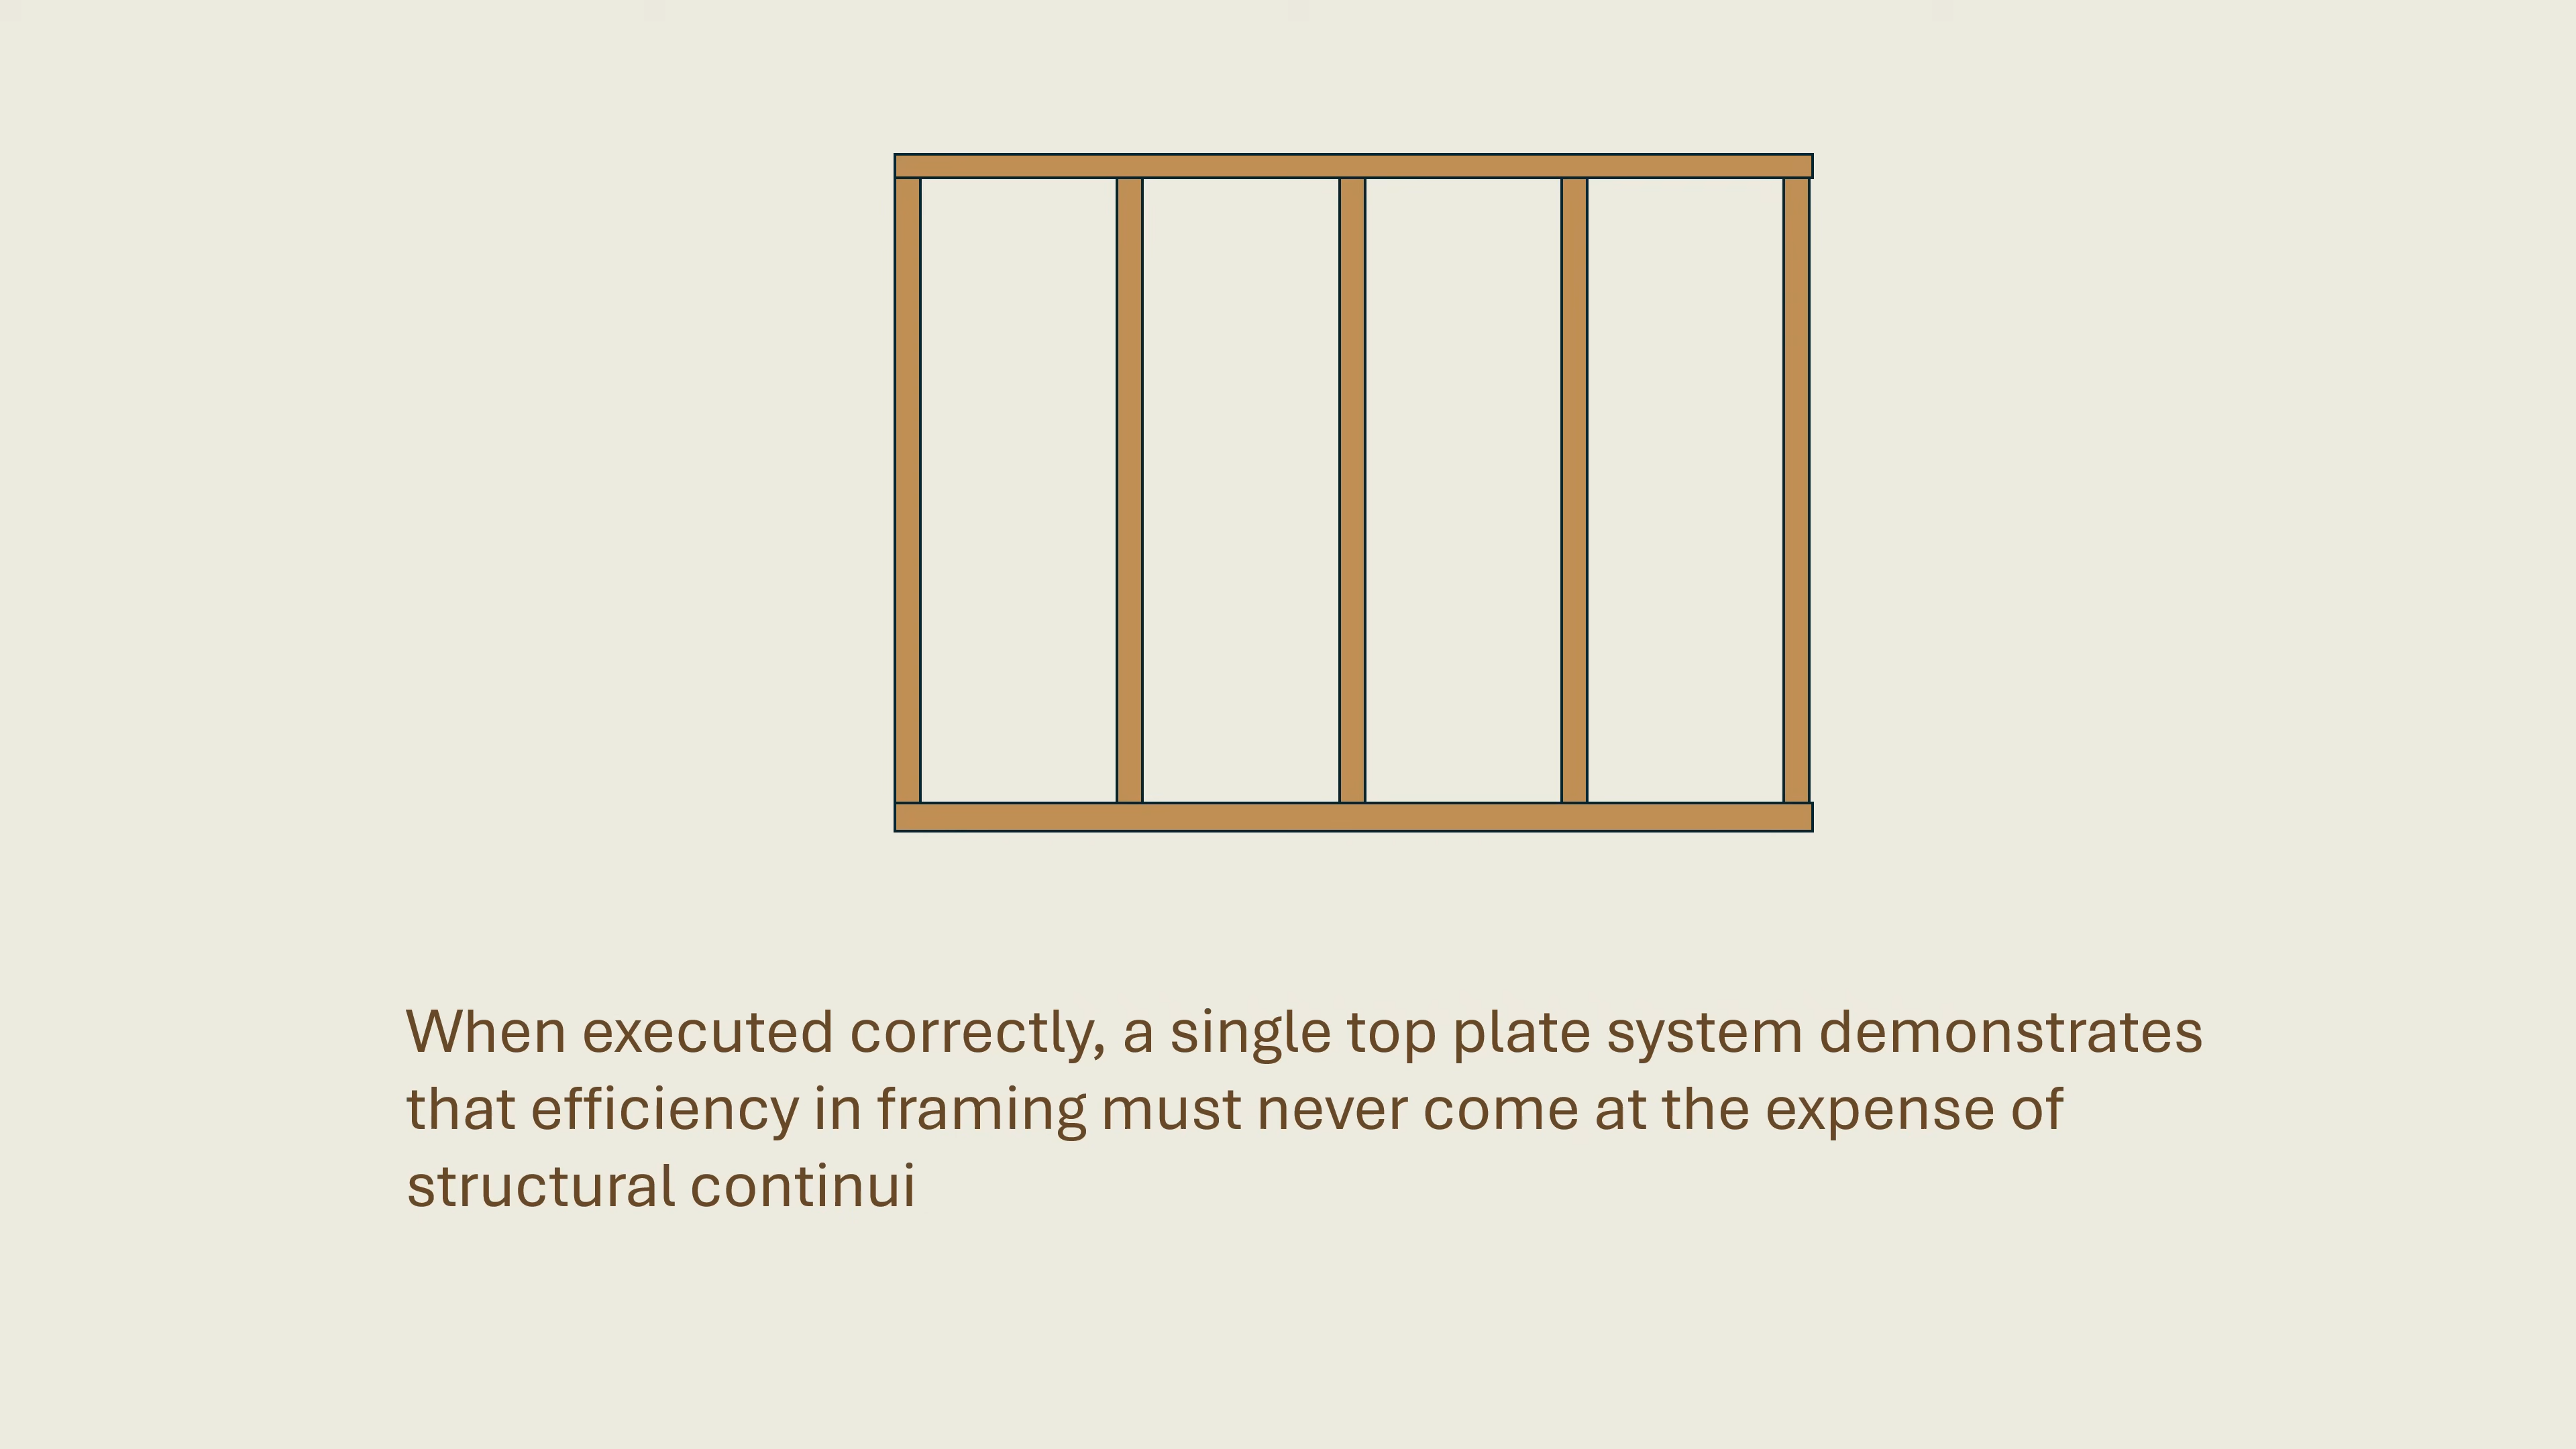 When executed correctly, a single top plate system demonstrates
that efficiency in framing must never come at the expense of
structural continui